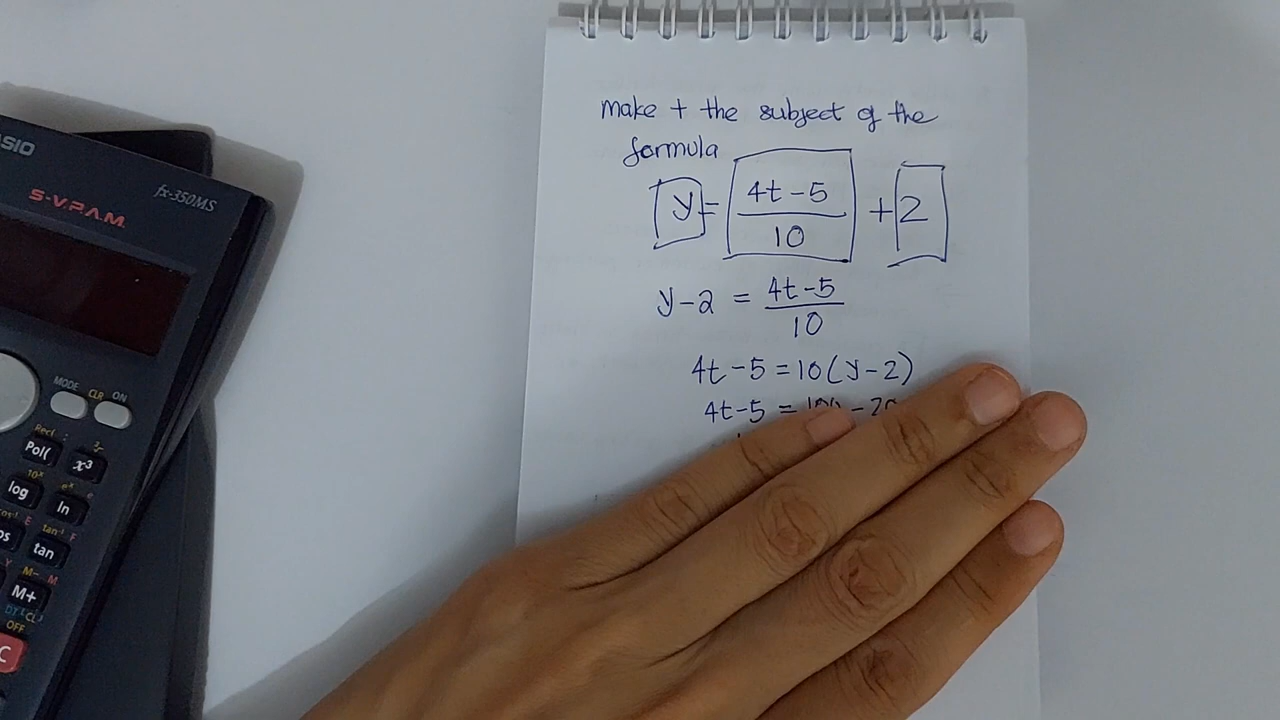 make t the subject of the
formula
y = 4t-5 / 10 + 2
y-2 = 4t-5 / 10
4t-5 = 10(y-2)
4t-5 =
S-V.P.A.M.
fx-350MS
MODE CLR ON
Pol( x³
log ln
tan
M+
OFF